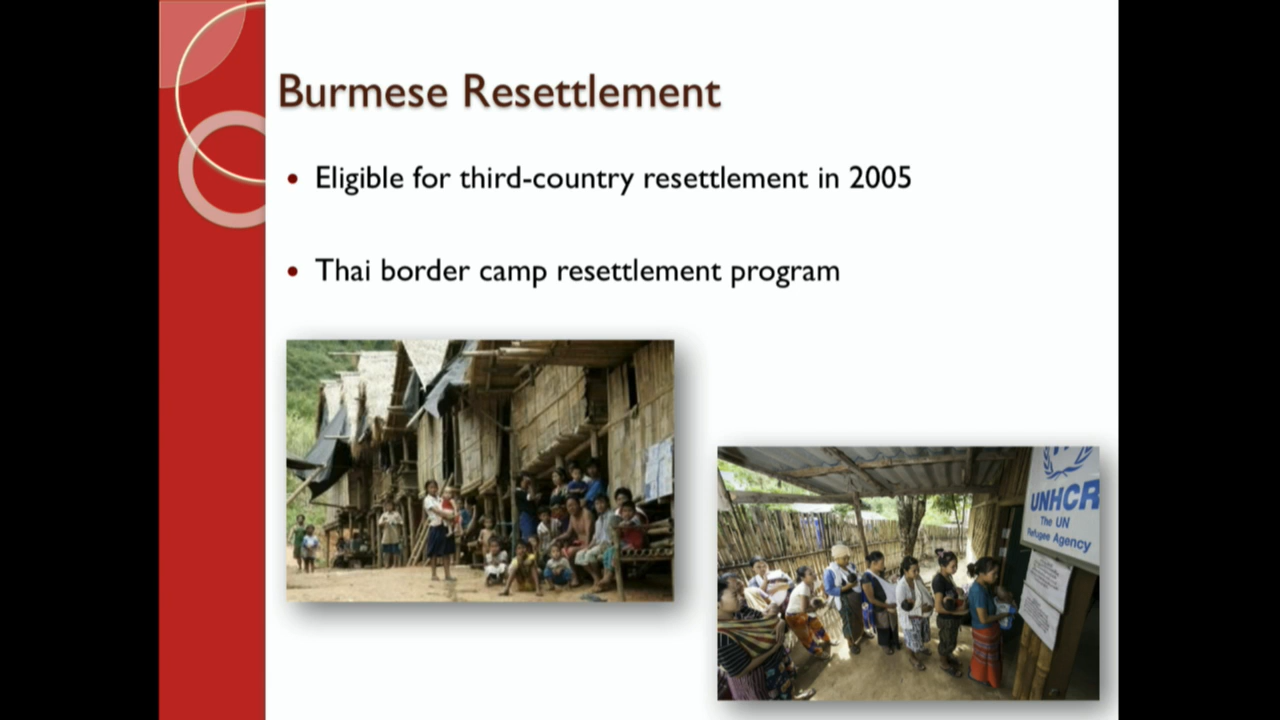 Burmese Resettlement
Eligible for third-country resettlement in 2005
Thai border camp resettlement program
UNHCR
The UN
Refugee Agency